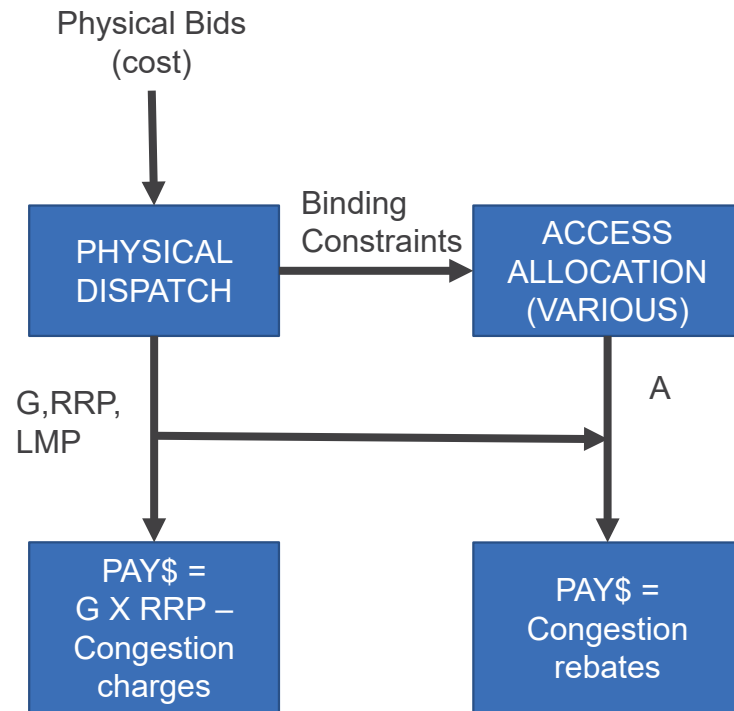 Physical Bids
(cost)
Binding
Constraints
PHYSICAL
DISPATCH
ACCESS
ALLOCATION
(VARIOUS)
G,RRP,
LMP
A
PAY$ =
G X RRP –
Congestion
charges
PAY$ =
Congestion
rebates